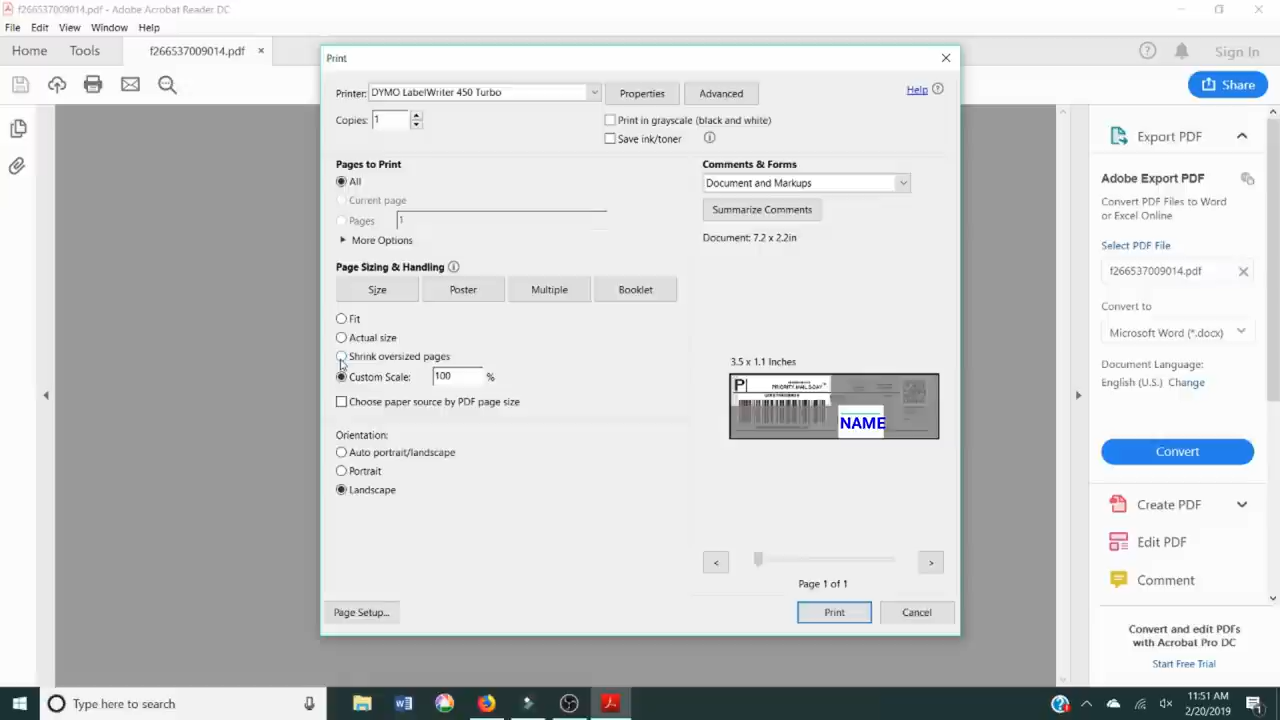 f266537009014.pdf - Adobe Acrobat Reader DC
File Edit View Window Help
Home Tools f266537009014.pdf × Sign In
Share
Print
Printer: DYMO LabelWriter 450 Turbo Properties Advanced Help
Copies: 1 Print in grayscale (black and white)
Save ink/toner
Pages to Print
All
Current page
Pages 1
More Options
Comments & Forms
Document and Markups
Summarize Comments
Document: 7.2 x 2.2in
Page Sizing & Handling
Size Poster Multiple Booklet
Fit
Actual size
Shrink oversized pages
Custom Scale: 100 %
Choose paper source by PDF page size
Orientation:
Auto portrait/landscape
Portrait
Landscape
3.5 x 1.1 Inches
P
NAME
< >
Page 1 of 1
Page Setup... Print Cancel
Export PDF
Adobe Export PDF
Convert PDF Files to Word
or Excel Online
Select PDF File
f266537009014.pdf
Convert to
Microsoft Word (*.docx)
Document Language:
English (U.S.) Change
Convert
Create PDF
Edit PDF
Comment
Convert and edit PDFs
with Acrobat Pro DC
Start Free Trial
Type here to search
11:51 AM
2/20/2019